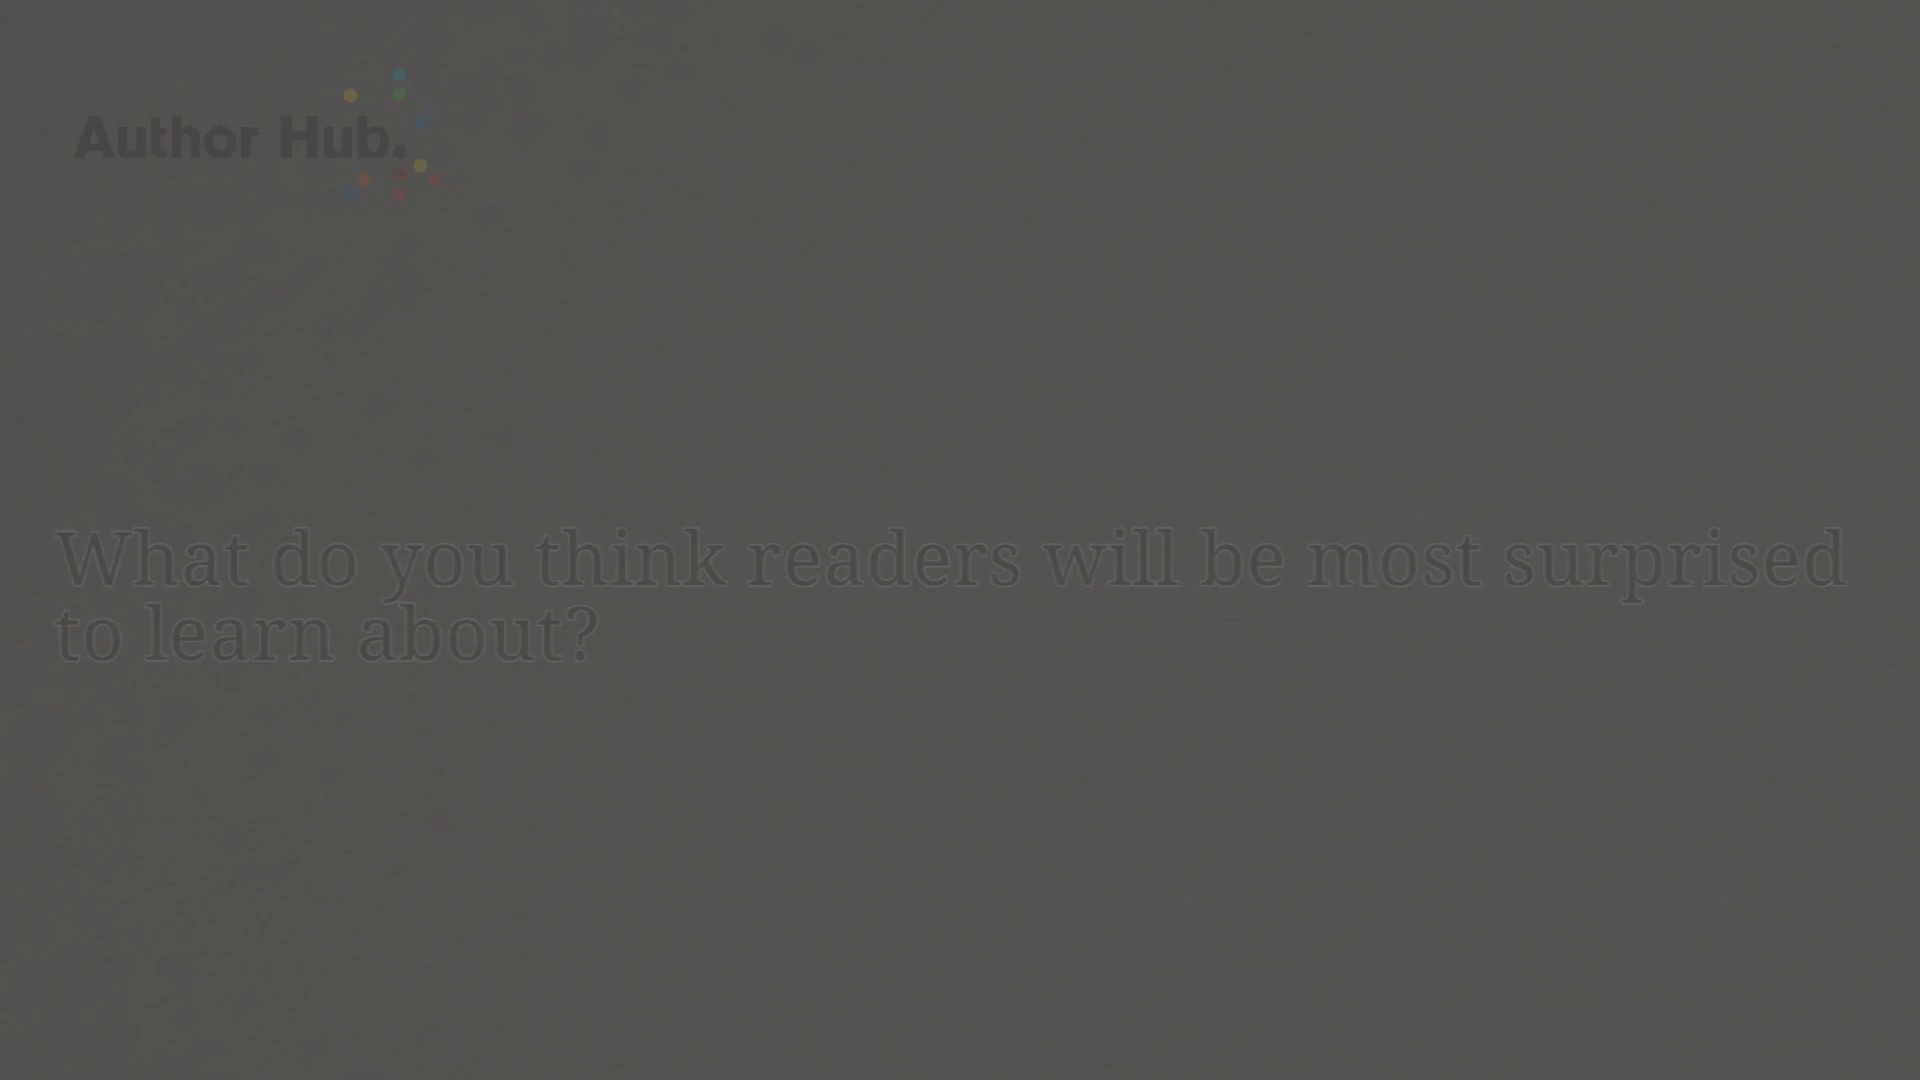 Author Hub.
What do you think readers will be most surprised
to learn about?